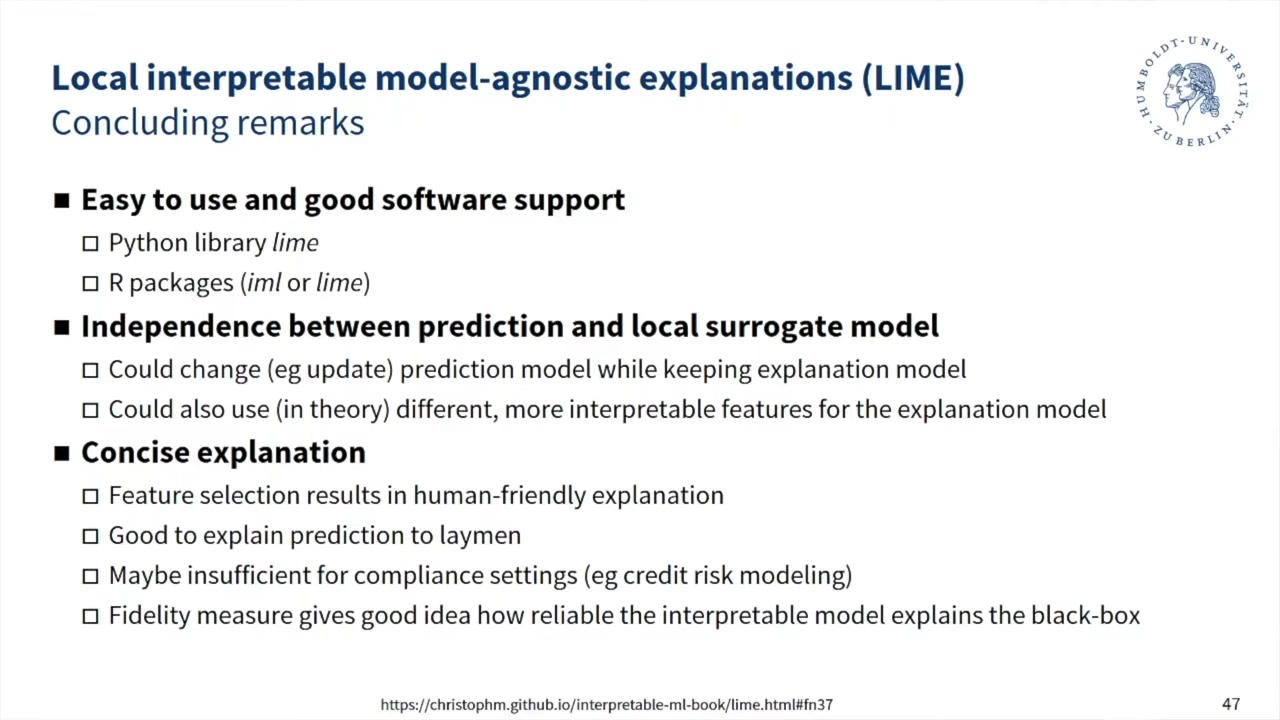 Local interpretable model-agnostic explanations (LIME)
Concluding remarks
HUMBOLDT-UNIVERSITÄT · ZU BERLIN ·
Easy to use and good software support
Python library lime
R packages (iml or lime)
Independence between prediction and local surrogate model
Could change (eg update) prediction model while keeping explanation model
Could also use (in theory) different, more interpretable features for the explanation model
Concise explanation
Feature selection results in human-friendly explanation
Good to explain prediction to laymen
Maybe insufficient for compliance settings (eg credit risk modeling)
Fidelity measure gives good idea how reliable the interpretable model explains the black-box
https://christophm.github.io/interpretable-ml-book/lime.html#fn37
47